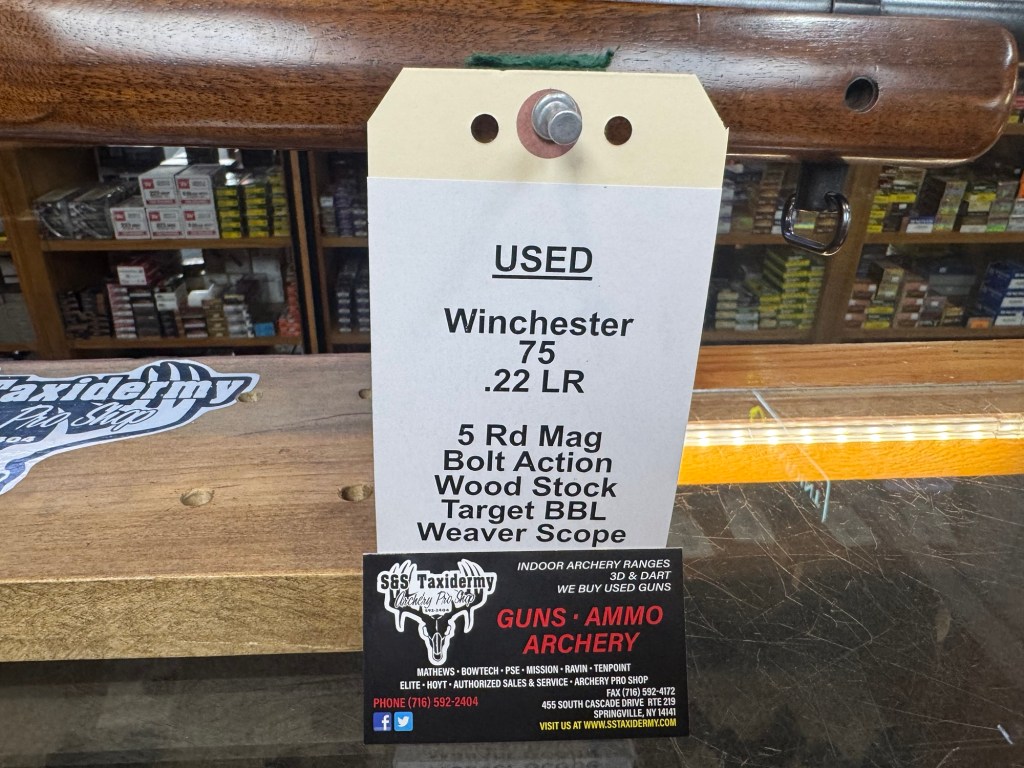 USED
Winchester
75
.22 LR
5 Rd Mag
Bolt Action
Wood Stock
Target BBL
Weaver Scope
Taxidermy
Pro Shop
S&S Taxidermy
Archery Pro Shop
592-2404
INDOOR ARCHERY RANGES
3D & DART
WE BUY USED GUNS
GUNS · AMMO
ARCHERY
MATHEWS · BOWTECH · PSE · MISSION · RAVIN · TENPOINT
ELITE · HOYT · AUTHORIZED SALES & SERVICE · ARCHERY PRO SHOP
PHONE (716) 592-2404
FAX (716) 592-4172
455 SOUTH CASCADE DRIVE RTE 219
SPRINGVILLE, NY 14141
VISIT US AT WWW.SSTAXIDERMY.COM